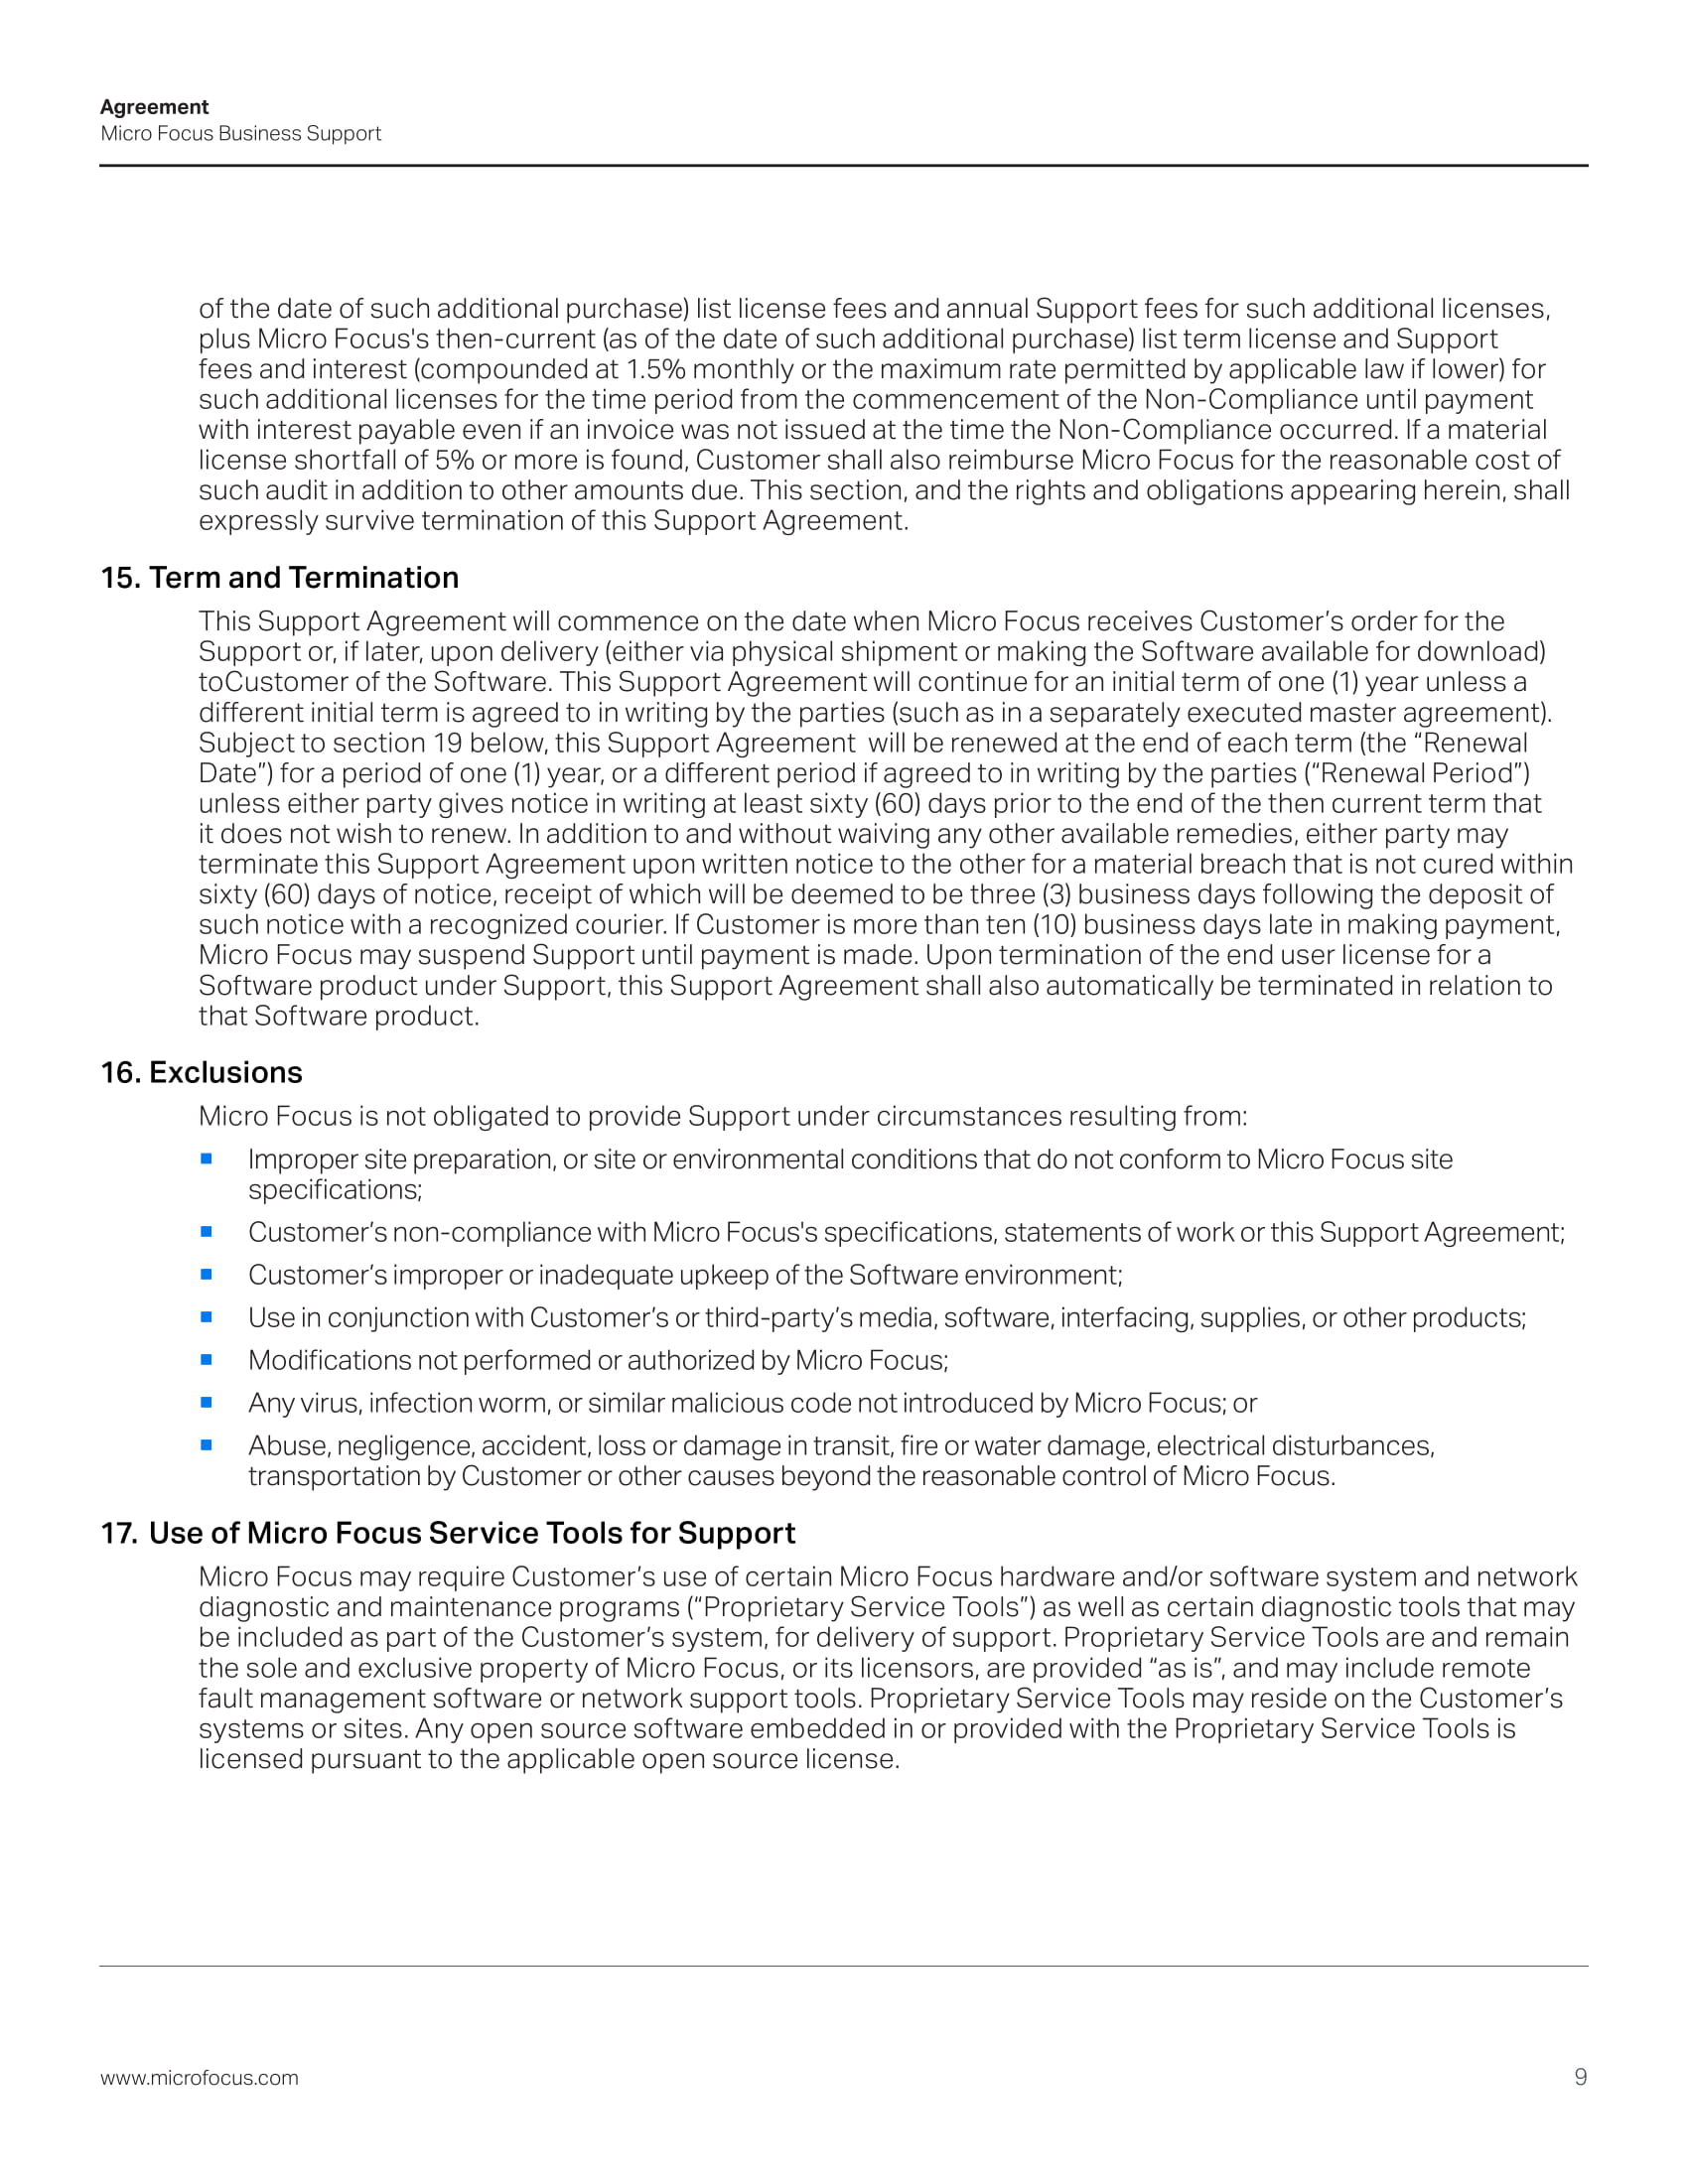 Agreement
Micro Focus Business Support
of the date of such additional purchase) list license fees and annual Support fees for such additional licenses,
plus Micro Focus's then-current (as of the date of such additional purchase) list term license and Support
fees and interest (compounded at 1.5% monthly or the maximum rate permitted by applicable law if lower) for
such additional licenses for the time period from the commencement of the Non-Compliance until payment
with interest payable even if an invoice was not issued at the time the Non-Compliance occurred. If a material
license shortfall of 5% or more is found, Customer shall also reimburse Micro Focus for the reasonable cost of
such audit in addition to other amounts due. This section, and the rights and obligations appearing herein, shall
expressly survive termination of this Support Agreement.
15. Term and Termination
This Support Agreement will commence on the date when Micro Focus receives Customer’s order for the
Support or, if later, upon delivery (either via physical shipment or making the Software available for download)
toCustomer of the Software. This Support Agreement will continue for an initial term of one (1) year unless a
different initial term is agreed to in writing by the parties (such as in a separately executed master agreement).
Subject to section 19 below, this Support Agreement  will be renewed at the end of each term (the “Renewal
Date”) for a period of one (1) year, or a different period if agreed to in writing by the parties (“Renewal Period”)
unless either party gives notice in writing at least sixty (60) days prior to the end of the then current term that
it does not wish to renew. In addition to and without waiving any other available remedies, either party may
terminate this Support Agreement upon written notice to the other for a material breach that is not cured within
sixty (60) days of notice, receipt of which will be deemed to be three (3) business days following the deposit of
such notice with a recognized courier. If Customer is more than ten (10) business days late in making payment,
Micro Focus may suspend Support until payment is made. Upon termination of the end user license for a
Software product under Support, this Support Agreement shall also automatically be terminated in relation to
that Software product.
16. Exclusions
Micro Focus is not obligated to provide Support under circumstances resulting from:
■ Improper site preparation, or site or environmental conditions that do not conform to Micro Focus site
specifications;
■ Customer’s non-compliance with Micro Focus's specifications, statements of work or this Support Agreement;
■ Customer’s improper or inadequate upkeep of the Software environment;
■ Use in conjunction with Customer’s or third-party’s media, software, interfacing, supplies, or other products;
■ Modifications not performed or authorized by Micro Focus;
■ Any virus, infection worm, or similar malicious code not introduced by Micro Focus; or
■ Abuse, negligence, accident, loss or damage in transit, fire or water damage, electrical disturbances,
transportation by Customer or other causes beyond the reasonable control of Micro Focus.
17. Use of Micro Focus Service Tools for Support
Micro Focus may require Customer’s use of certain Micro Focus hardware and/or software system and network
diagnostic and maintenance programs (“Proprietary Service Tools”) as well as certain diagnostic tools that may
be included as part of the Customer’s system, for delivery of support. Proprietary Service Tools are and remain
the sole and exclusive property of Micro Focus, or its licensors, are provided “as is”, and may include remote
fault management software or network support tools. Proprietary Service Tools may reside on the Customer’s
systems or sites. Any open source software embedded in or provided with the Proprietary Service Tools is
licensed pursuant to the applicable open source license.
www.microfocus.com
9